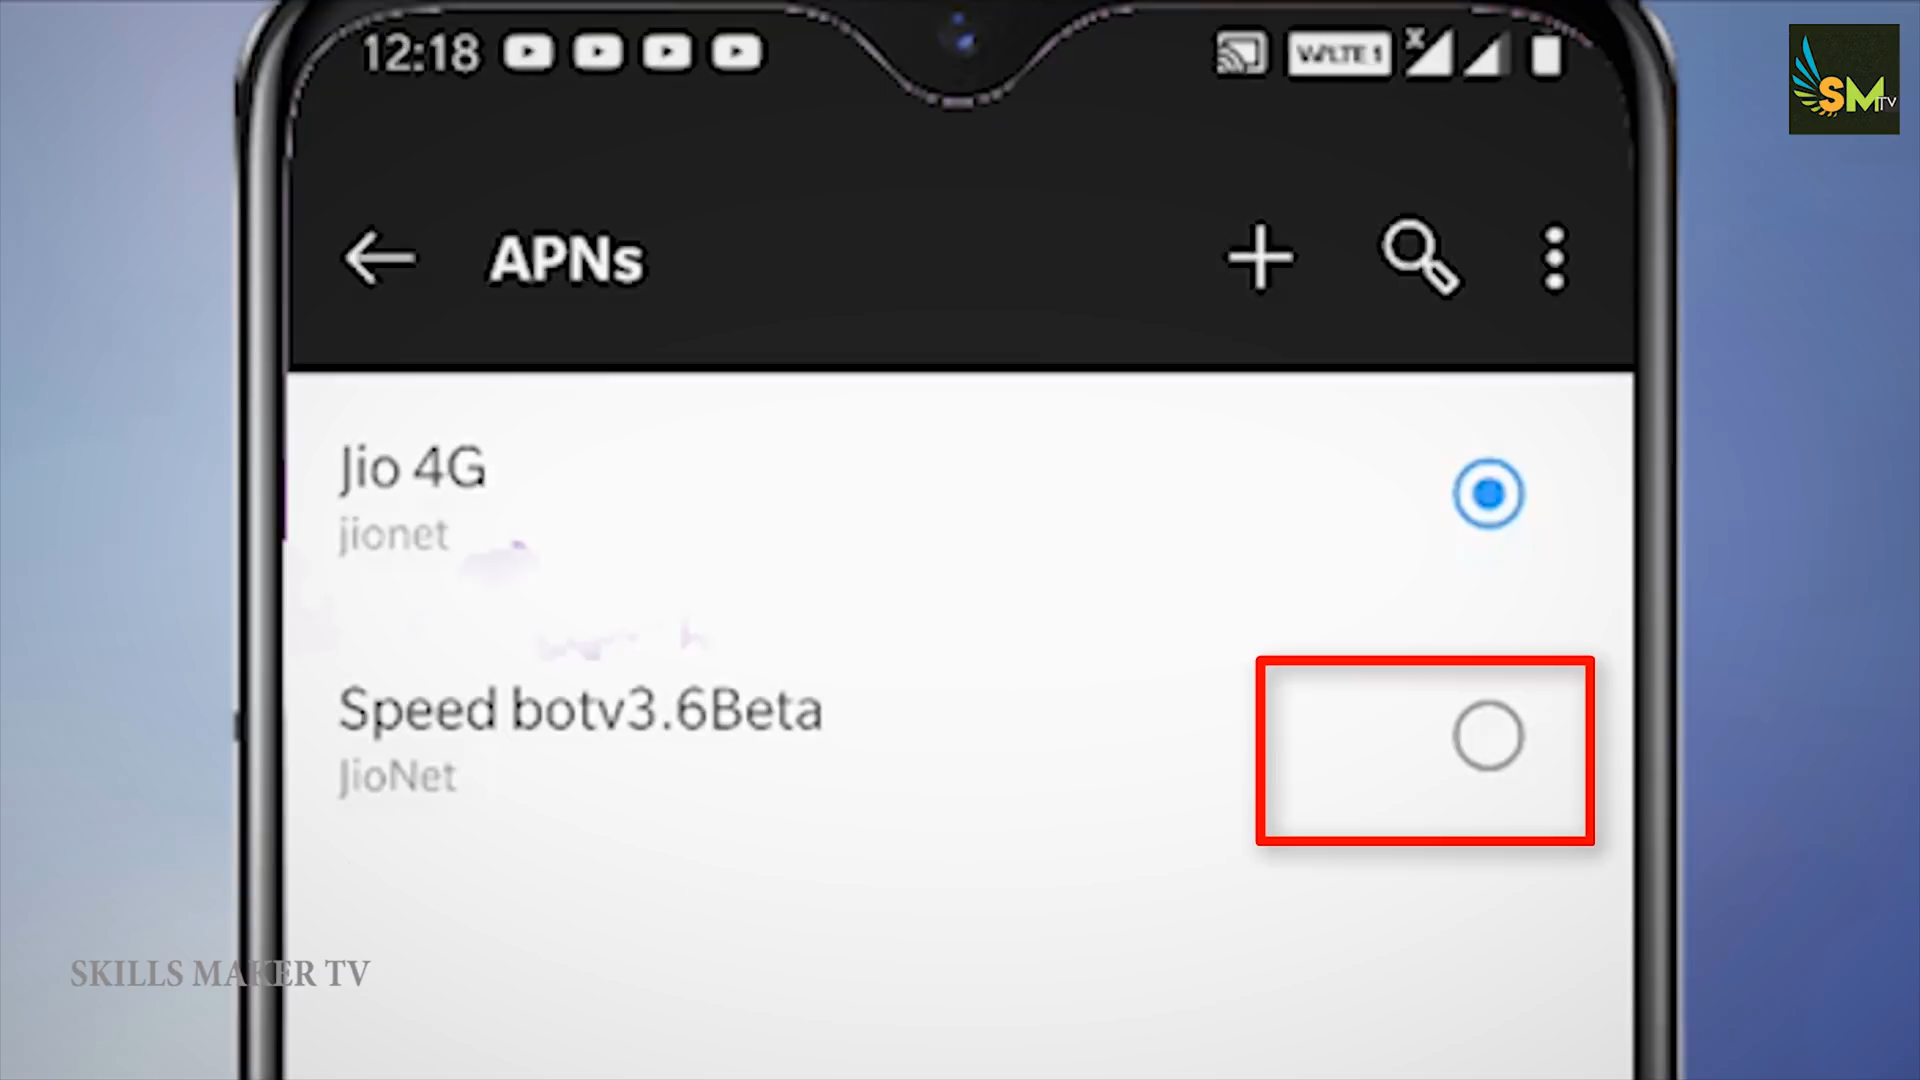 12:18
VoLTE 1
SM TV
APNs
Jio 4G
jionet
Speed botv3.6Beta
JioNet
SKILLS MAKER TV